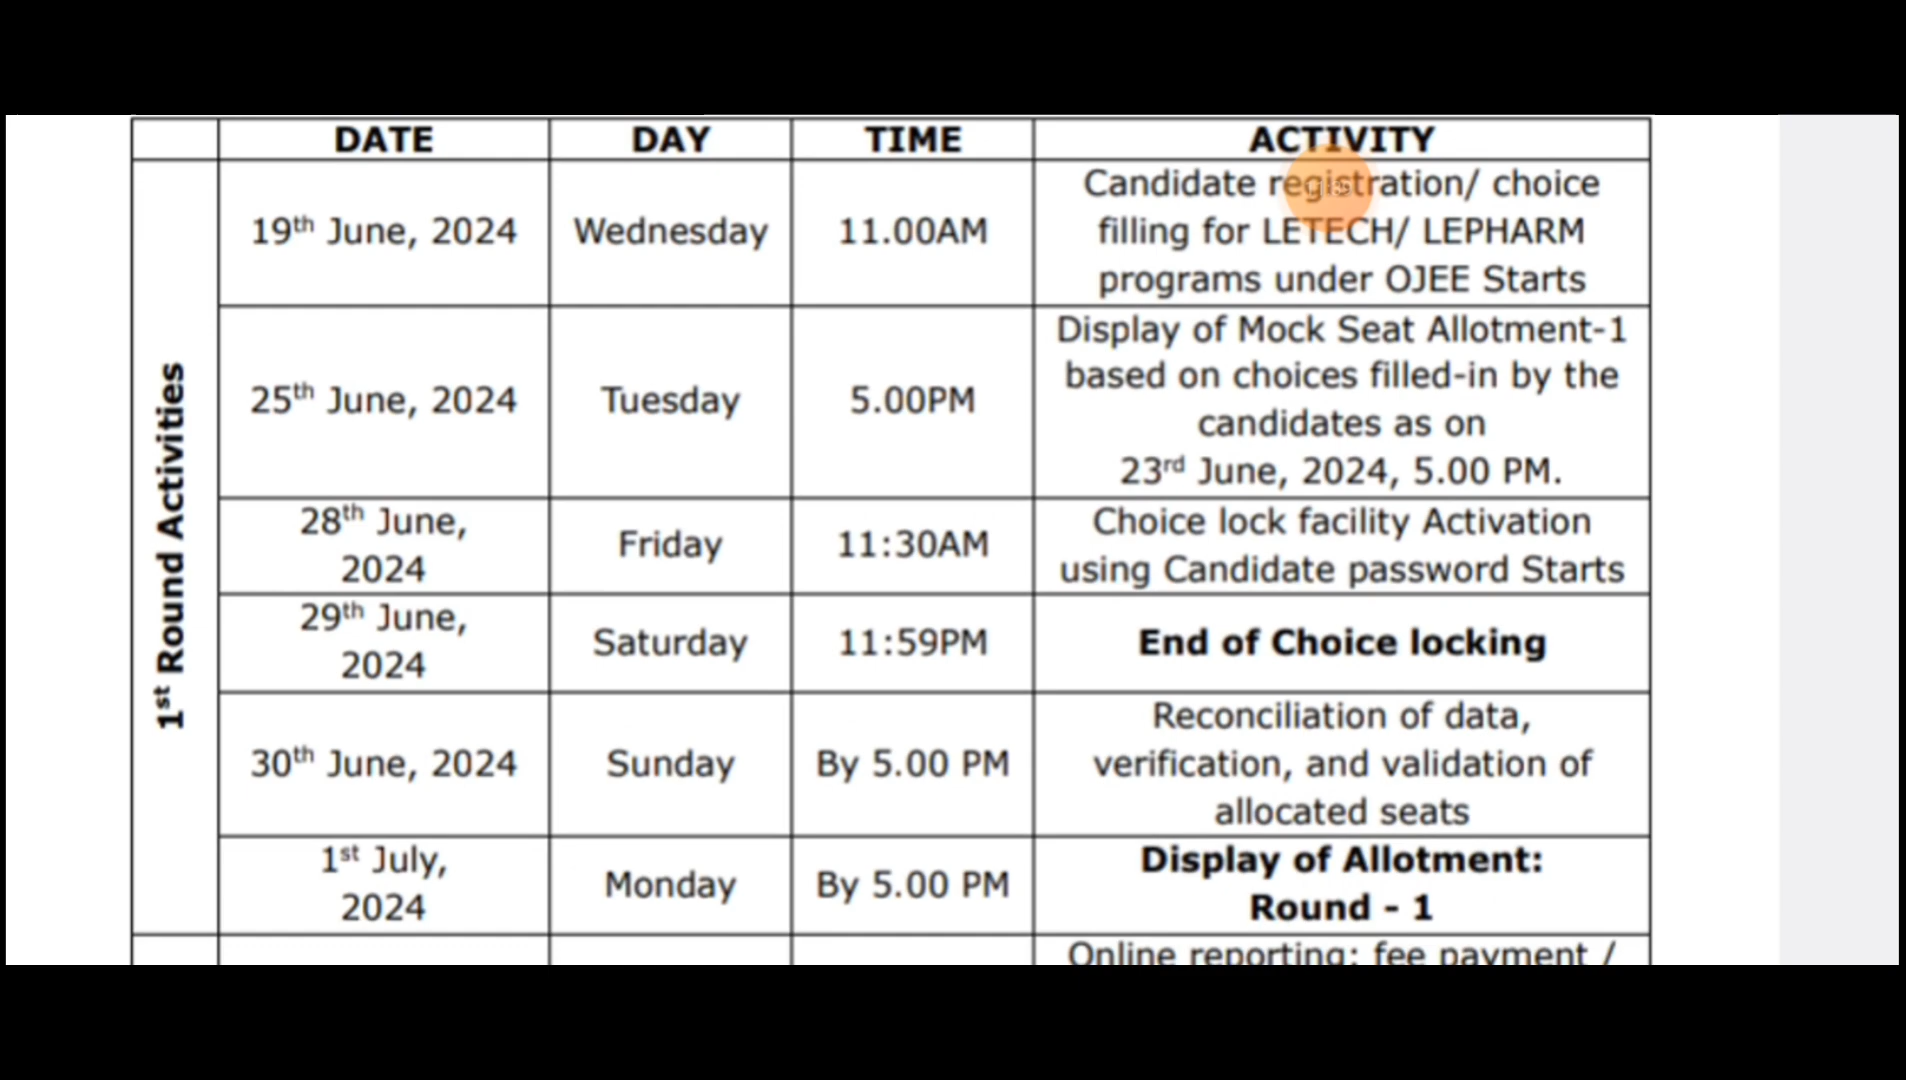 DATE DAY TIME ACTIVITY
1st Round Activities
19th June, 2024 Wednesday 11.00AM Candidate registration/ choice
filling for LETECH/ LEPHARM
programs under OJEE Starts
25th June, 2024 Tuesday 5.00PM Display of Mock Seat Allotment-1
based on choices filled-in by the
candidates as on
23rd June, 2024, 5.00 PM.
28th June,
2024 Friday 11:30AM Choice lock facility Activation
using Candidate password Starts
29th June,
2024 Saturday 11:59PM End of Choice locking
30th June, 2024 Sunday By 5.00 PM Reconciliation of data,
verification, and validation of
allocated seats
1st July,
2024 Monday By 5.00 PM Display of Allotment:
Round - 1
Online reporting: fee payment /